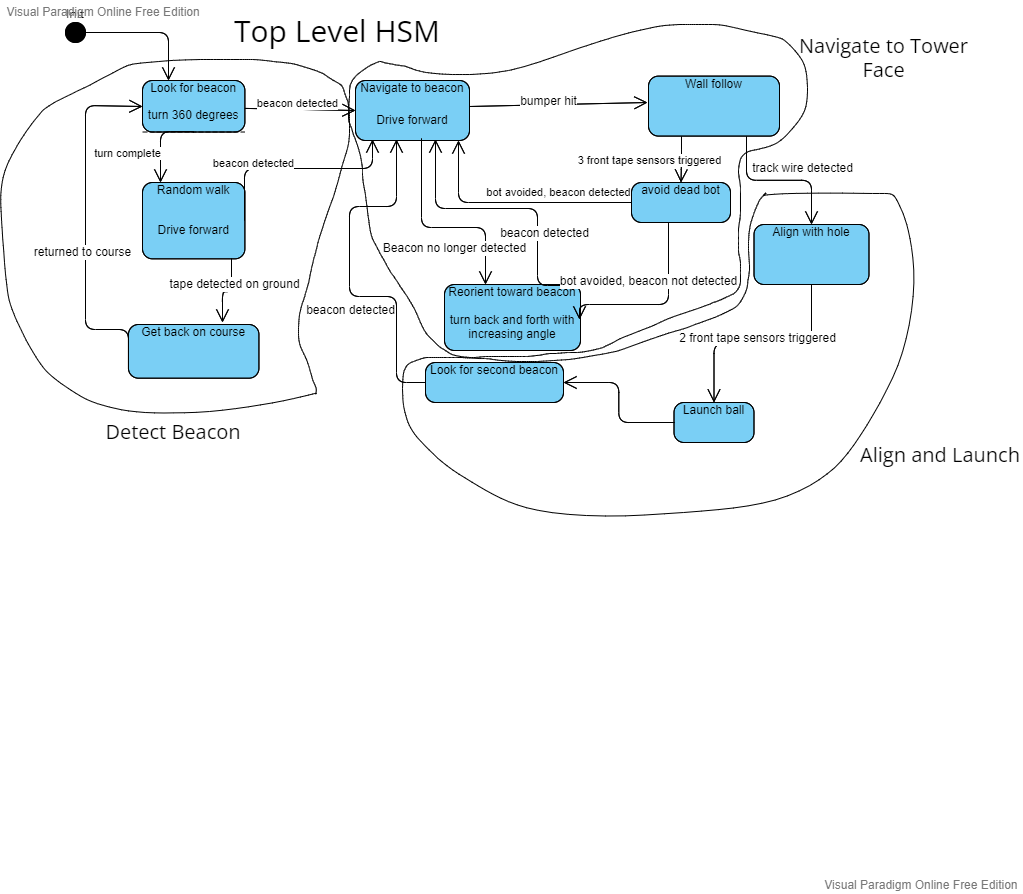 Visual Paradigm Online Free Edition
Init
Top Level HSM
Navigate to Tower
Face
Look for beacon
turn 360 degrees
beacon detected
Navigate to beacon
Drive forward
bumper hit
Wall follow
turn complete
beacon detected
3 front tape sensors triggered
track wire detected
Random walk
Drive forward
bot avoided, beacon detected
avoid dead bot
Align with hole
returned to course
Beacon no longer detected
beacon detected
tape detected on ground
bot avoided, beacon not detected
Reorient toward beacon
turn back and forth with
increasing angle
beacon detected
Get back on course
2 front tape sensors triggered
Look for second beacon
Launch ball
Detect Beacon
Align and Launch
Visual Paradigm Online Free Edition